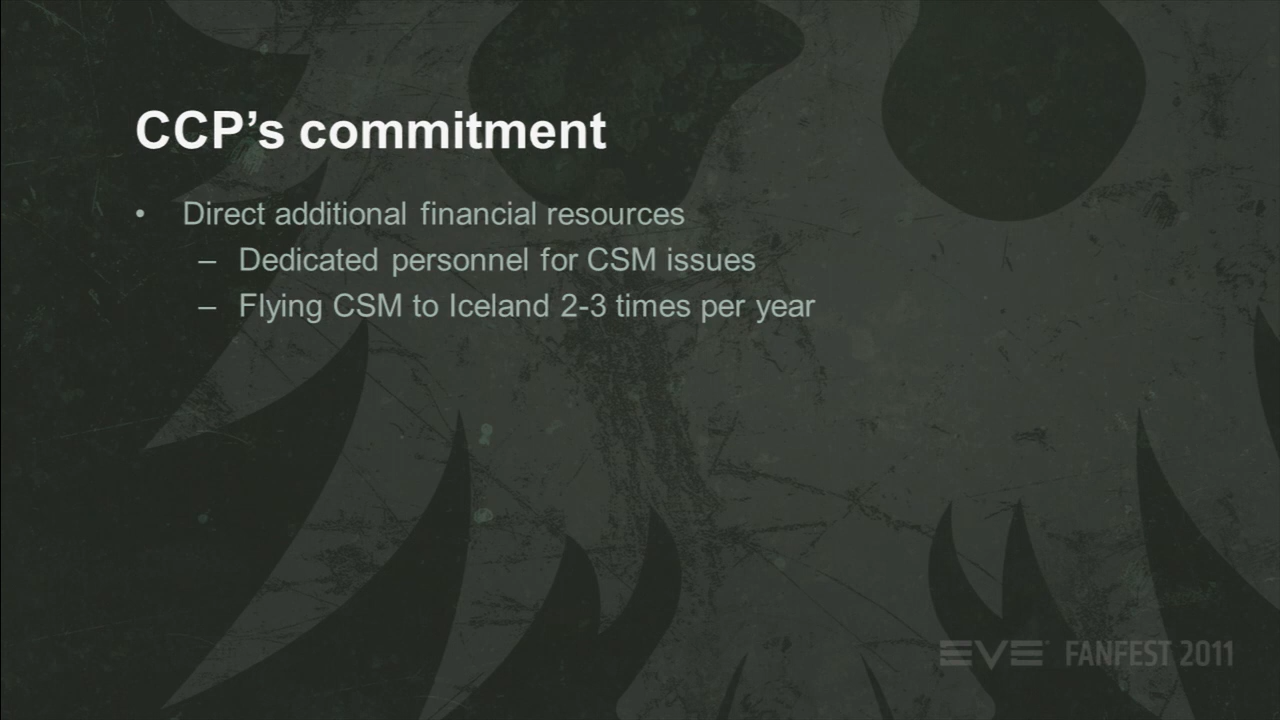 CCP’s commitment
• Direct additional financial resources
– Dedicated personnel for CSM issues
– Flying CSM to Iceland 2-3 times per year
EVE FANFEST 2011